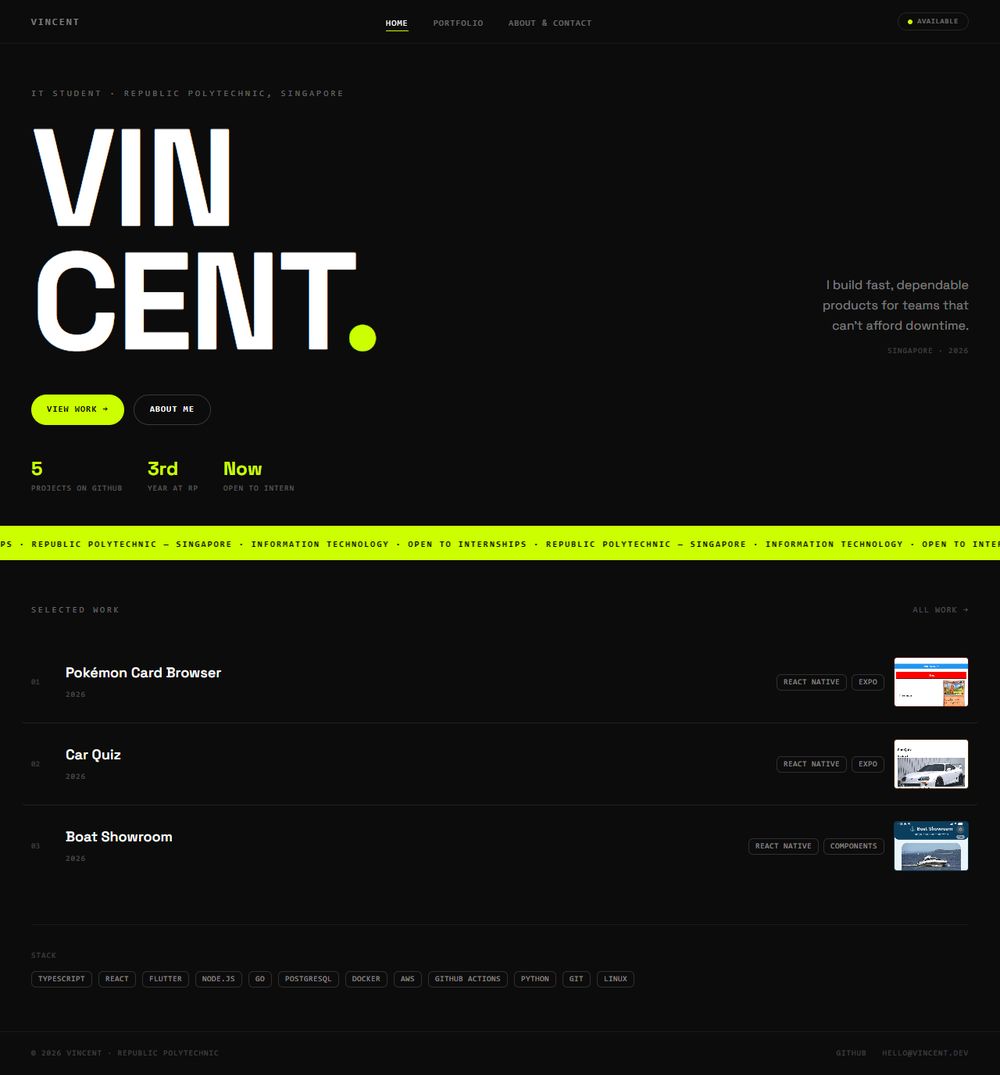 VINCENT
HOME PORTFOLIO ABOUT & CONTACT
AVAILABLE
IT STUDENT · REPUBLIC POLYTECHNIC, SINGAPORE
VIN
CENT.
I build fast, dependable
products for teams that
can't afford downtime.
SINGAPORE · 2026
VIEW WORK →
ABOUT ME
5
PROJECTS ON GITHUB
3rd
YEAR AT RP
Now
OPEN TO INTERN
PS · REPUBLIC POLYTECHNIC — SINGAPORE · INFORMATION TECHNOLOGY · OPEN TO INTERNSHIPS · REPUBLIC POLYTECHNIC — SINGAPORE · INFORMATION TECHNOLOGY · OPEN TO INTER
SELECTED WORK
ALL WORK →
01
Pokémon Card Browser
2026
REACT NATIVE
EXPO
02
Car Quiz
2026
REACT NATIVE
EXPO
03
Boat Showroom
2026
REACT NATIVE
COMPONENTS
Boat Showroom
STACK
TYPESCRIPT REACT FLUTTER NODE.JS GO POSTGRESQL DOCKER AWS GITHUB ACTIONS PYTHON GIT LINUX
© 2026 VINCENT · REPUBLIC POLYTECHNIC
GITHUB HELLO@VINCENT.DEV